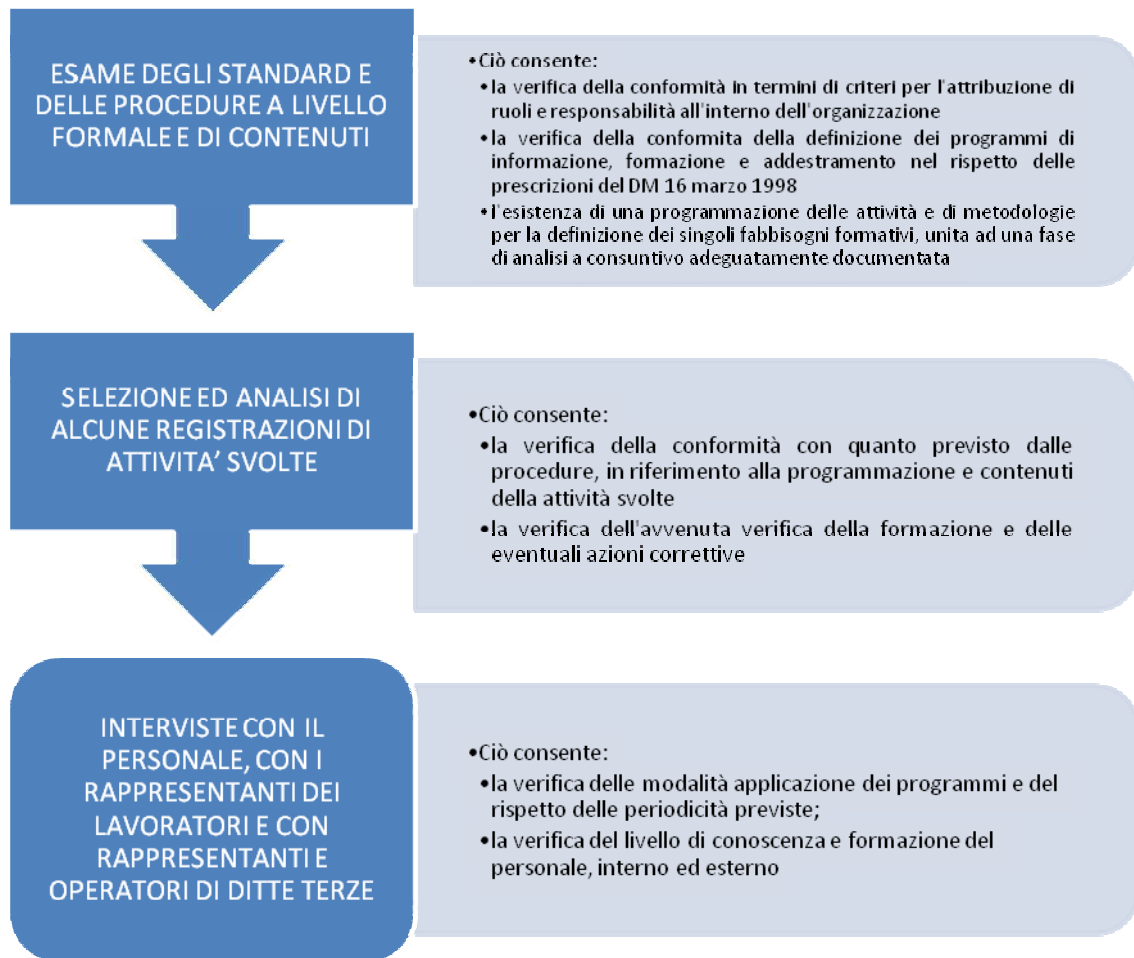 ESAME DEGLI STANDARD E
DELLE PROCEDURE A LIVELLO
FORMALE E DI CONTENUTI
•Ciò consente:
•la verifica della conformità in termini di criteri per l'attribuzione di
ruoli e responsabilità all'interno dell'organizzazione
•la verifica della conformita della definizione dei programmi di
informazione, formazione e addestramento nel rispetto delle
prescrizioni del DM 16 marzo 1998
•l'esistenza di una programmazione delle attività e di metodologie
per la definizione dei singoli fabbisogni formativi, unita ad una fase
di analisi a consuntivo adeguatamente documentata
SELEZIONE ED ANALISI DI
ALCUNE REGISTRAZIONI DI
ATTIVITA' SVOLTE
•Ciò consente:
•la verifica della conformità con quanto previsto dalle
procedure, in riferimento alla programmazione e contenuti
della attività svolte
•la verifica dell'avvenuta verifica della formazione e delle
eventuali azioni correttive
INTERVISTE CON IL
PERSONALE, CON I
RAPPRESENTANTI DEI
LAVORATORI E CON
RAPPRESENTANTI E
OPERATORI DI DITTE TERZE
•Ciò consente:
•la verifica delle modalità applicazione dei programmi e del
rispetto delle periodicità previste;
•la verifica del livello di conoscenza e formazione del
personale, interno ed esterno